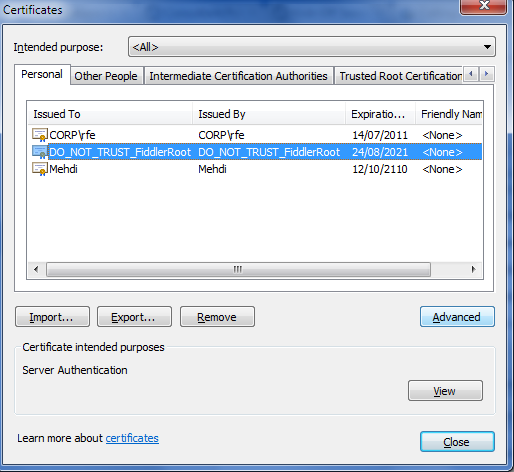 Certificates
Intended purpose: <All>
Personal Other People Intermediate Certification Authorities Trusted Root Certification
Issued To Issued By Expiratio... Friendly Nam
CORP\rfe CORP\rfe 14/07/2011 <None>
DO_NOT_TRUST_FiddlerRoot DO_NOT_TRUST_FiddlerRoot 24/08/2021 <None>
Mehdi Mehdi 12/10/2110 <None>
Import... Export... Remove Advanced
Certificate intended purposes
Server Authentication
View
Learn more about certificates
Close